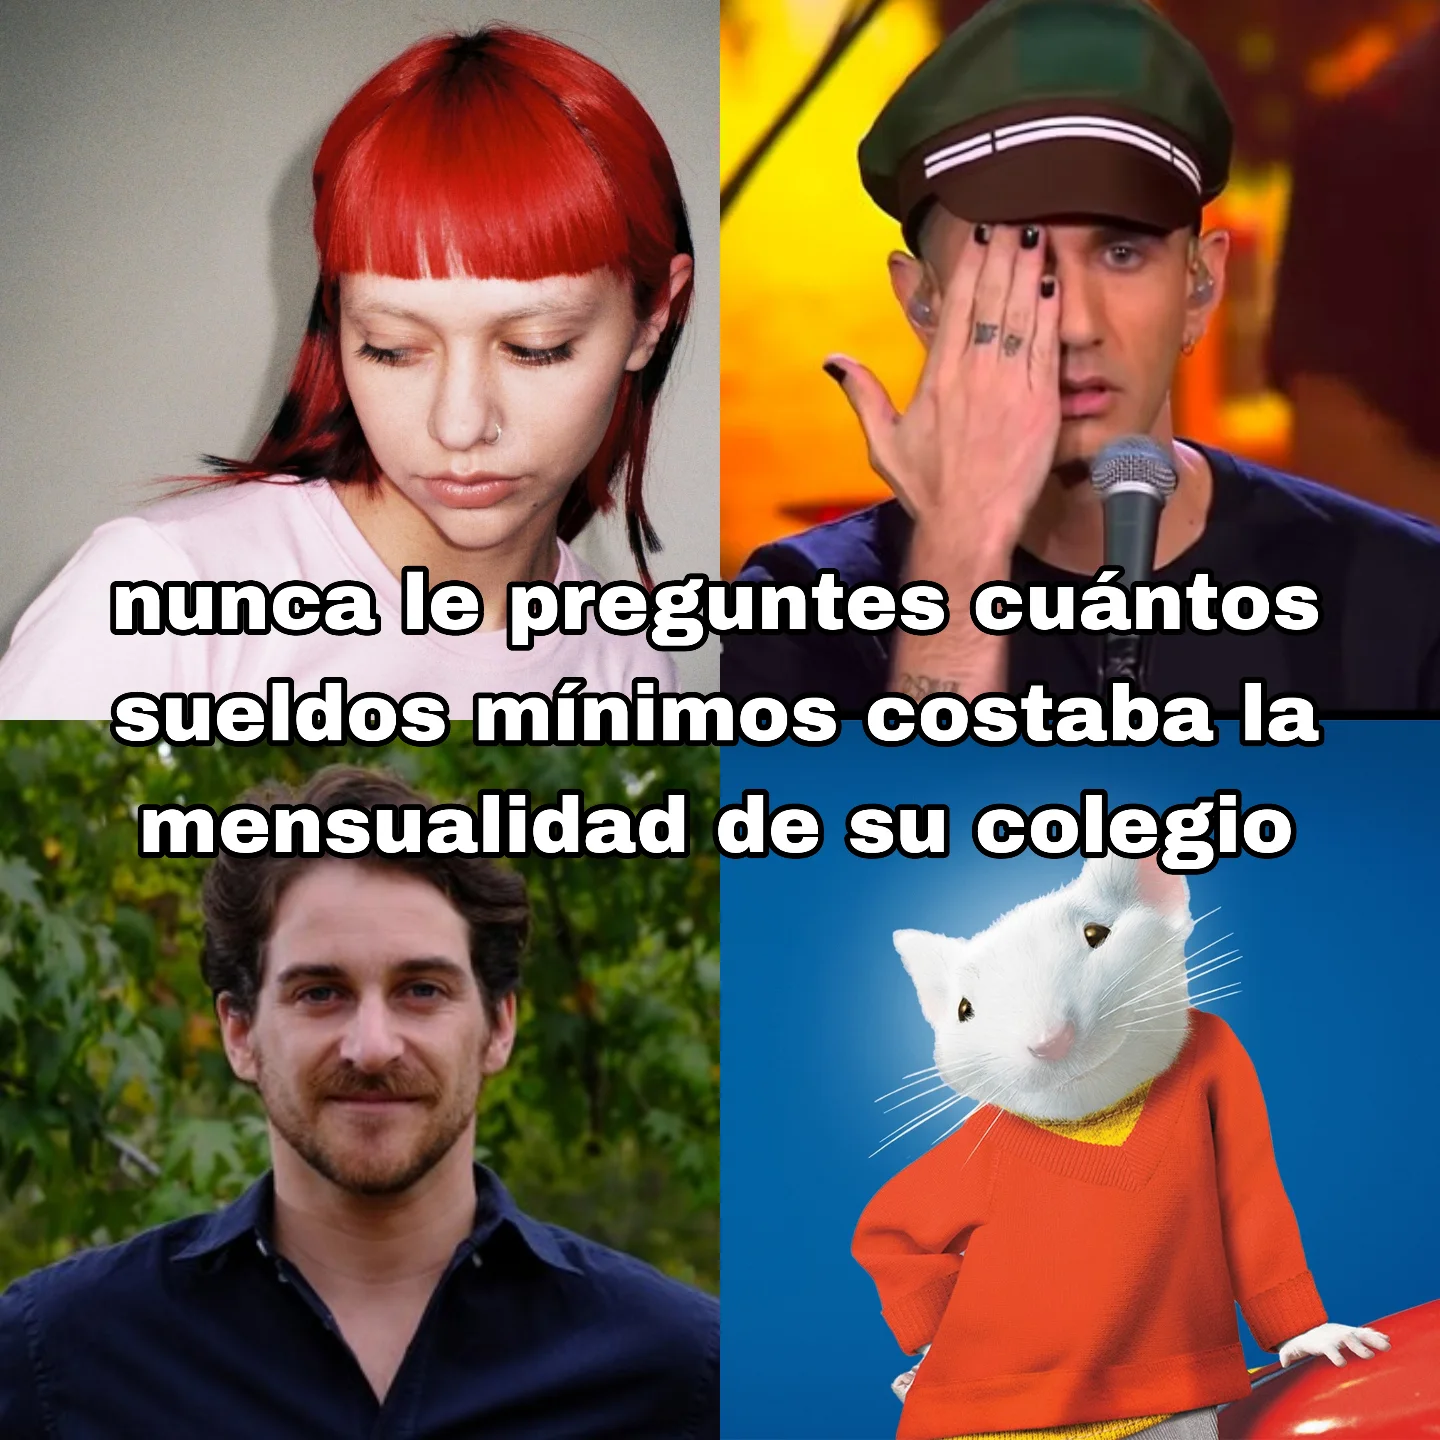 nunca le preguntes cuántos
sueldos mínimos costaba la
mensualidad de su colegio